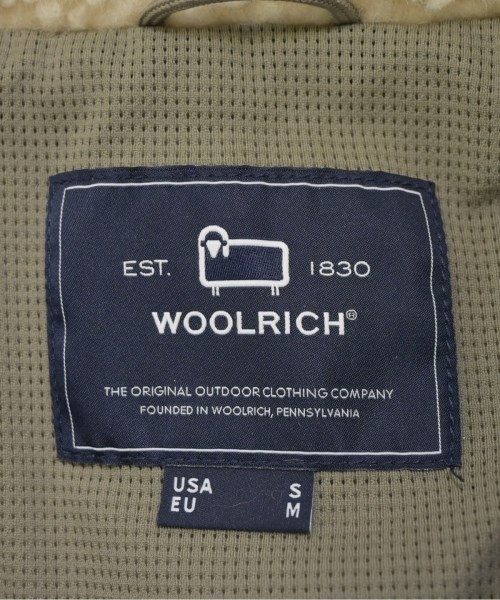 EST. 1830
WOOLRICH®
THE ORIGINAL OUTDOOR CLOTHING COMPANY
FOUNDED IN WOOLRICH, PENNSYLVANIA
USA S
EU M